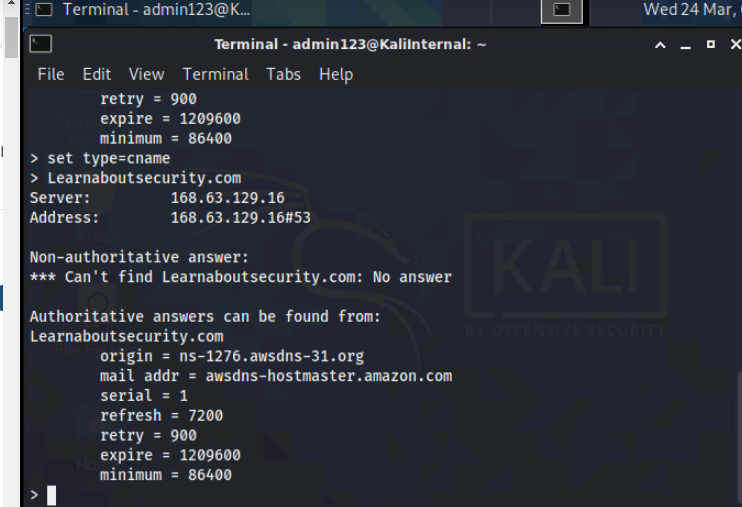 Terminal - admin123@K...
Wed 24 Mar,
Terminal - admin123@KaliInternal: ~
File Edit View Terminal Tabs Help
retry = 900
expire = 1209600
minimum = 86400
> set type=cname
> Learnaboutsecurity.com
Server: 168.63.129.16
Address: 168.63.129.16#53
Non-authoritative answer:
*** Can't find Learnaboutsecurity.com: No answer
Authoritative answers can be found from:
Learnaboutsecurity.com
origin = ns-1276.awsdns-31.org
mail addr = awsdns-hostmaster.amazon.com
serial = 1
refresh = 7200
retry = 900
expire = 1209600
minimum = 86400
>
KALI
BY OFFENSIVE SECURITY